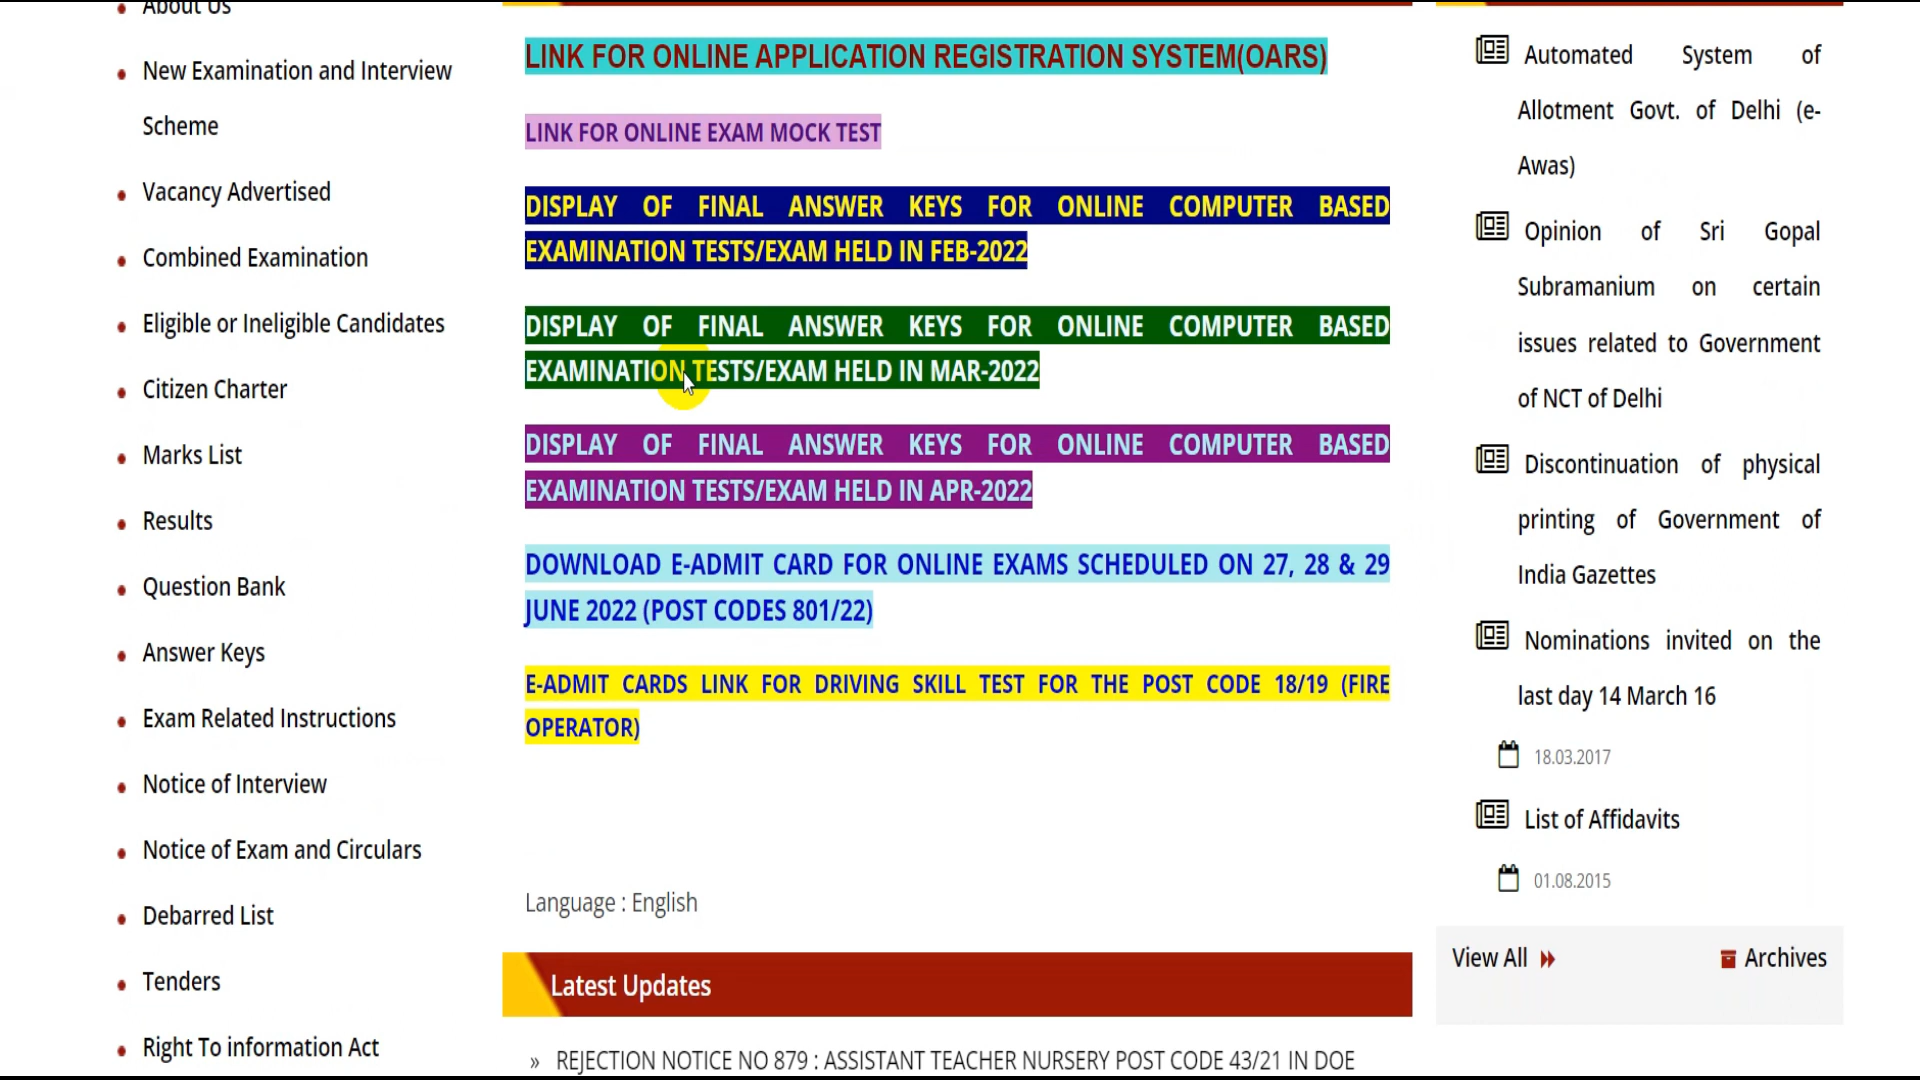 About Us
New Examination and Interview
Scheme
Vacancy Advertised
Combined Examination
Eligible or Ineligible Candidates
Citizen Charter
Marks List
Results
Question Bank
Answer Keys
Exam Related Instructions
Notice of Interview
Notice of Exam and Circulars
Debarred List
Tenders
Right To information Act
LINK FOR ONLINE APPLICATION REGISTRATION SYSTEM(OARS)
LINK FOR ONLINE EXAM MOCK TEST
DISPLAY OF FINAL ANSWER KEYS FOR ONLINE COMPUTER BASED
EXAMINATION TESTS/EXAM HELD IN FEB-2022
DISPLAY OF FINAL ANSWER KEYS FOR ONLINE COMPUTER BASED
EXAMINATION TESTS/EXAM HELD IN MAR-2022
DISPLAY OF FINAL ANSWER KEYS FOR ONLINE COMPUTER BASED
EXAMINATION TESTS/EXAM HELD IN APR-2022
DOWNLOAD E-ADMIT CARD FOR ONLINE EXAMS SCHEDULED ON 27, 28 & 29
JUNE 2022 (POST CODES 801/22)
E-ADMIT CARDS LINK FOR DRIVING SKILL TEST FOR THE POST CODE 18/19 (FIRE
OPERATOR)
Language : English
Latest Updates
» REJECTION NOTICE NO 879 : ASSISTANT TEACHER NURSERY POST CODE 43/21 IN DOE
Automated System of
Allotment Govt. of Delhi (e-
Awas)
Opinion of Sri Gopal
Subramanium on certain
issues related to Government
of NCT of Delhi
Discontinuation of physical
printing of Government of
India Gazettes
Nominations invited on the
last day 14 March 16
18.03.2017
List of Affidavits
01.08.2015
View All
Archives